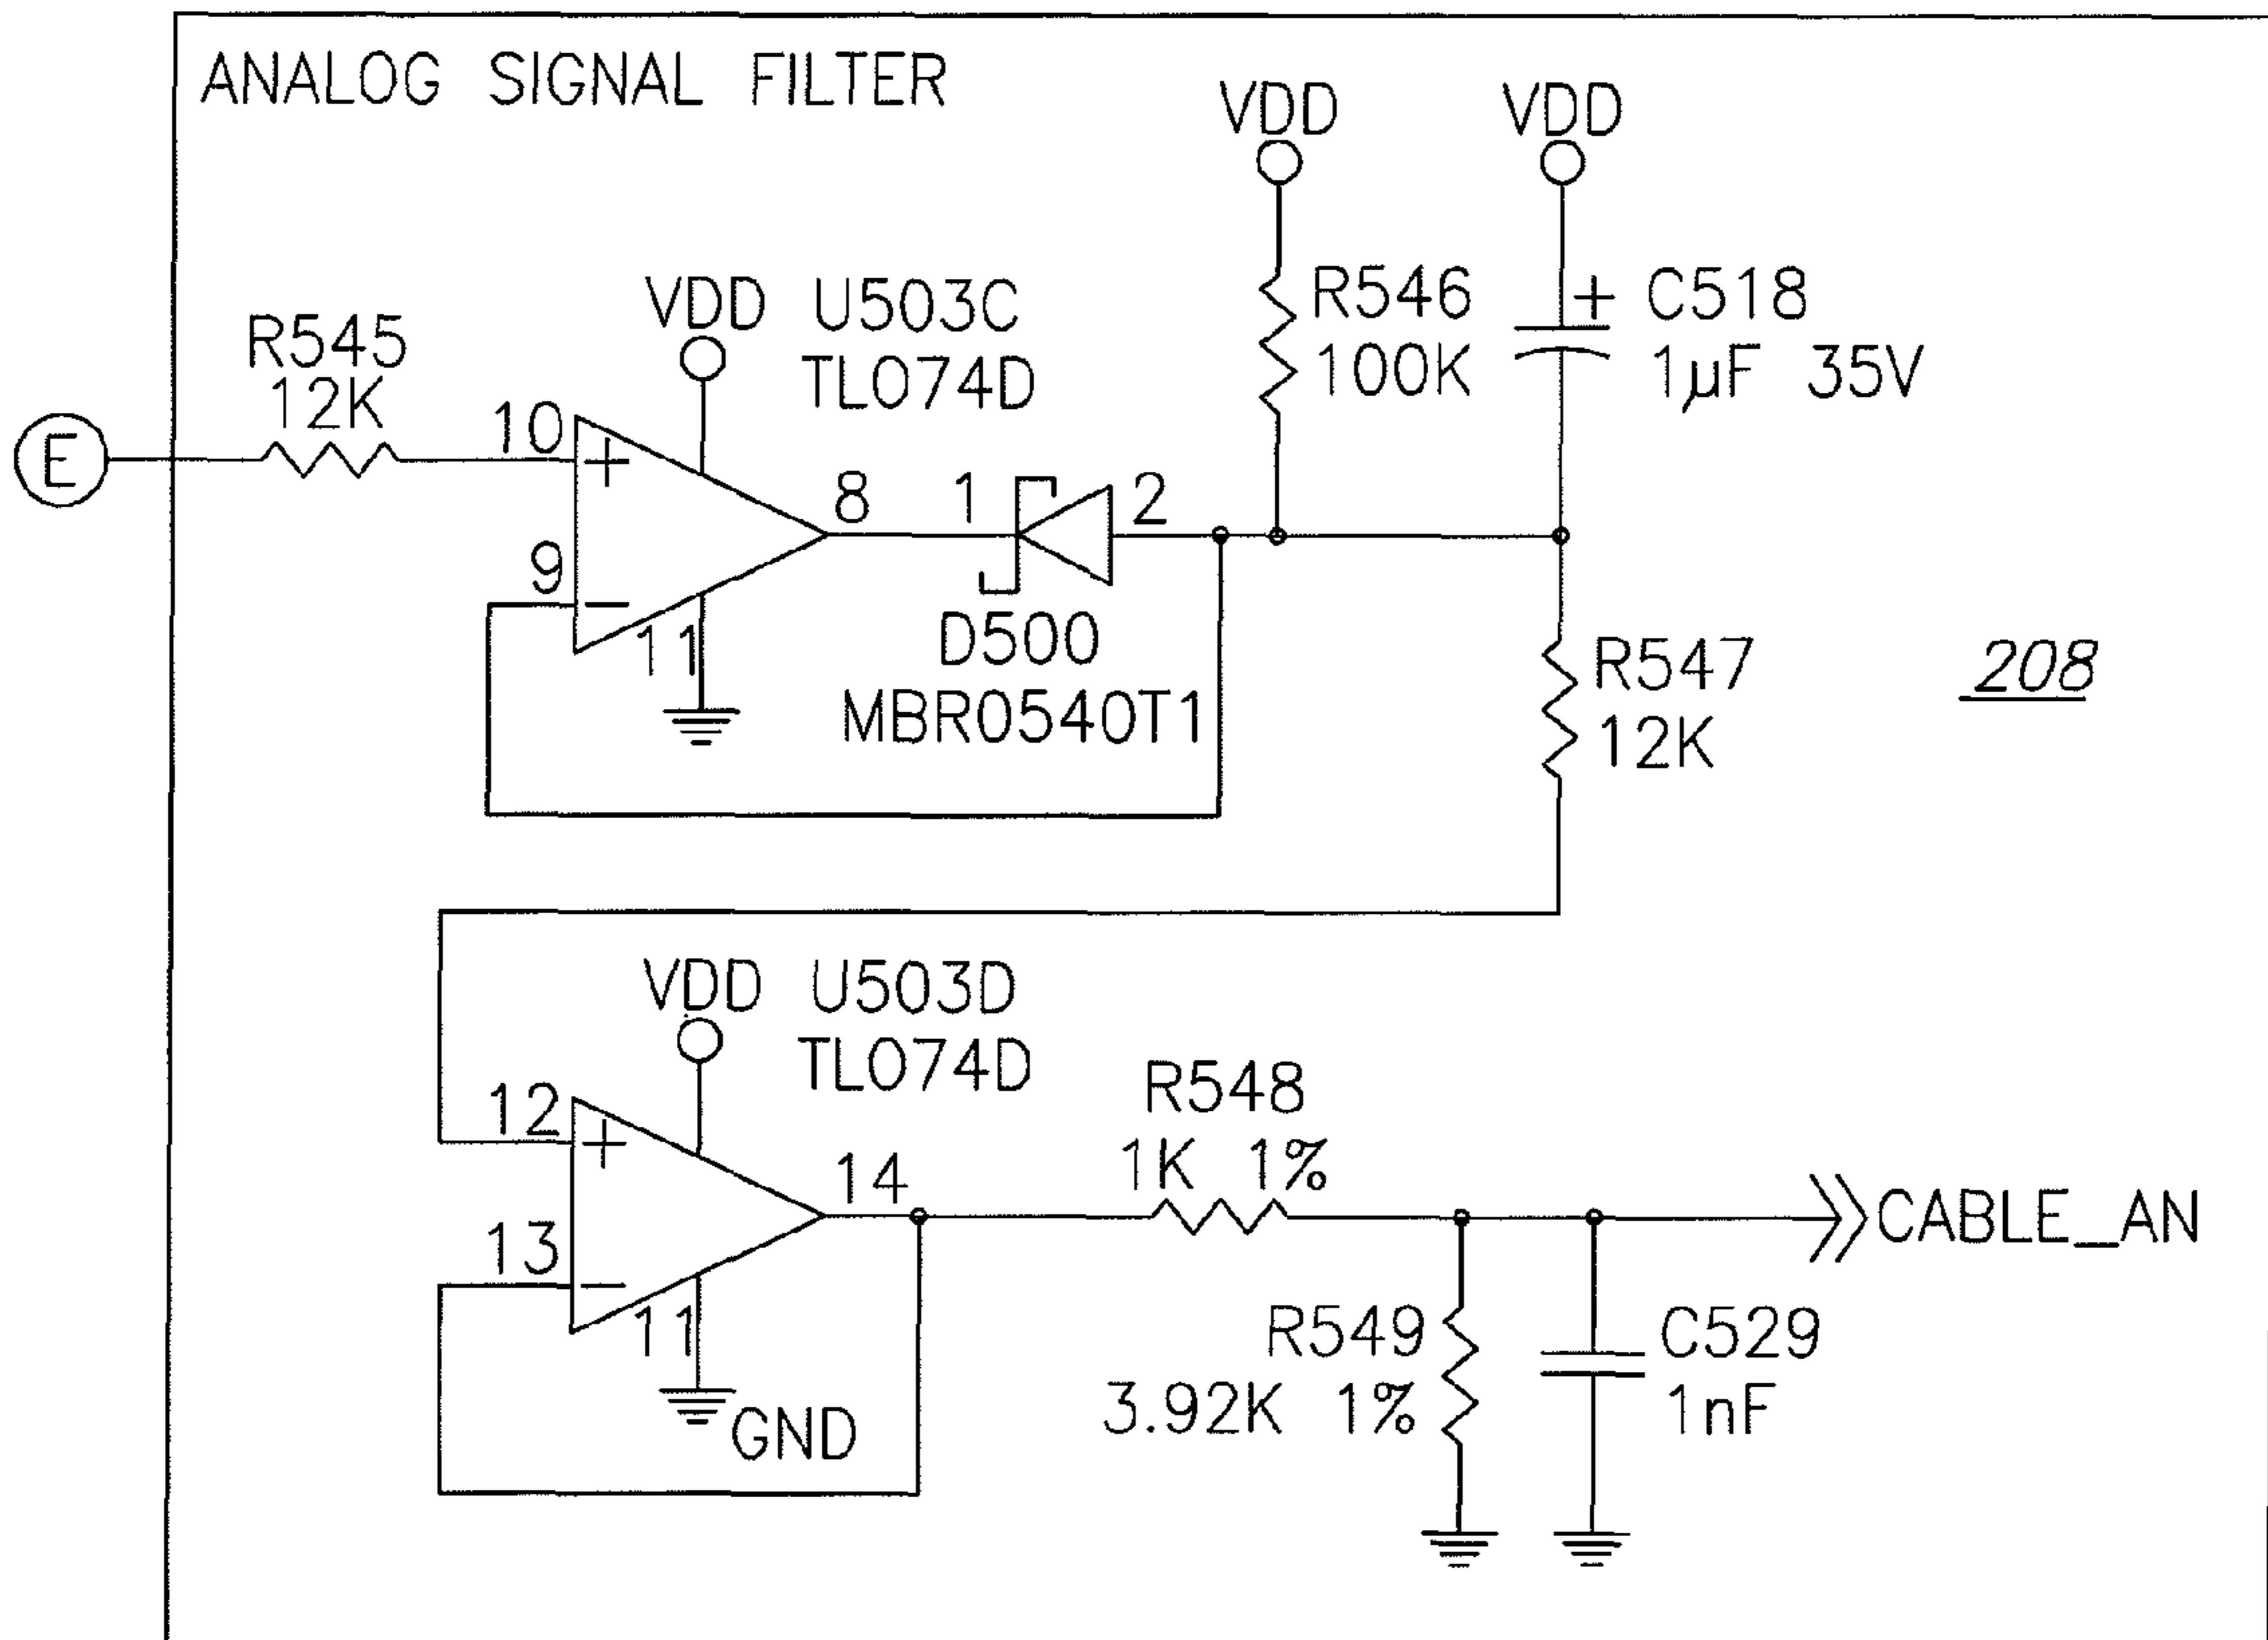 ANALOG SIGNAL FILTER
VDD
VDD
R546
100K
C518
+
1µF 35V
VDD
U503C
TL074D
R545
12K
E
10
+
9
−
8
11
1
2
D500
MBR0540T1
R547
12K
208
VDD
U503D
TL074D
12
+
13
−
14
11
GND
R548
1K 1%
CABLE_AN
R549
3.92K 1%
C529
1nF